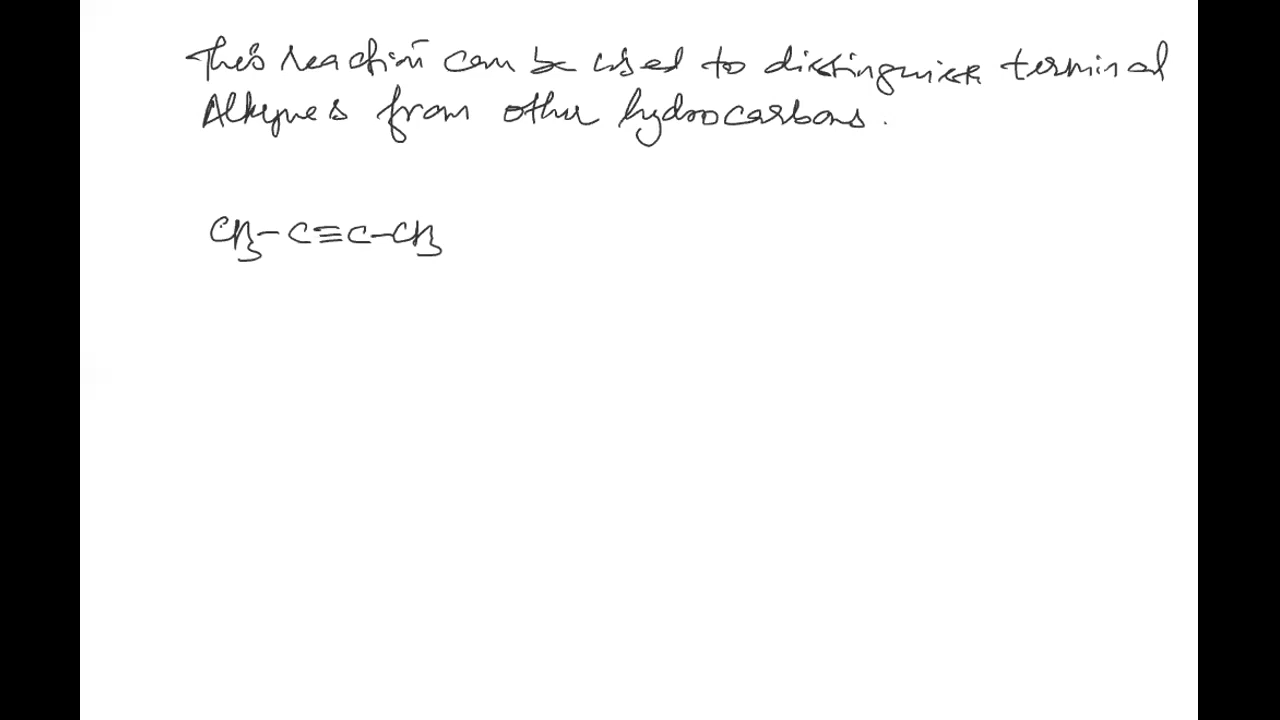 This reaction can be used to distinguish terminal
Alkynes from other hydrocarbons.
CH3-C≡C-CH3